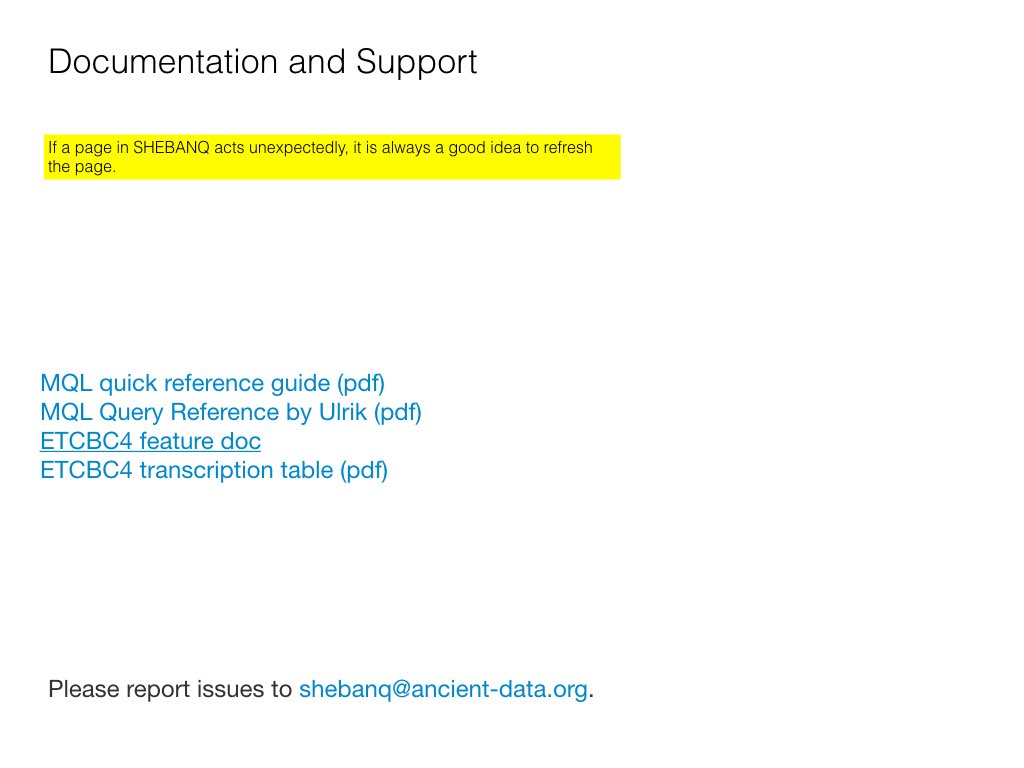 Documentation and Support
If a page in SHEBANQ acts unexpectedly, it is always a good idea to refresh
the page.
MQL quick reference guide (pdf)
MQL Query Reference by Ulrik (pdf)
ETCBC4 feature doc
ETCBC4 transcription table (pdf)
Please report issues to shebanq@ancient-data.org.